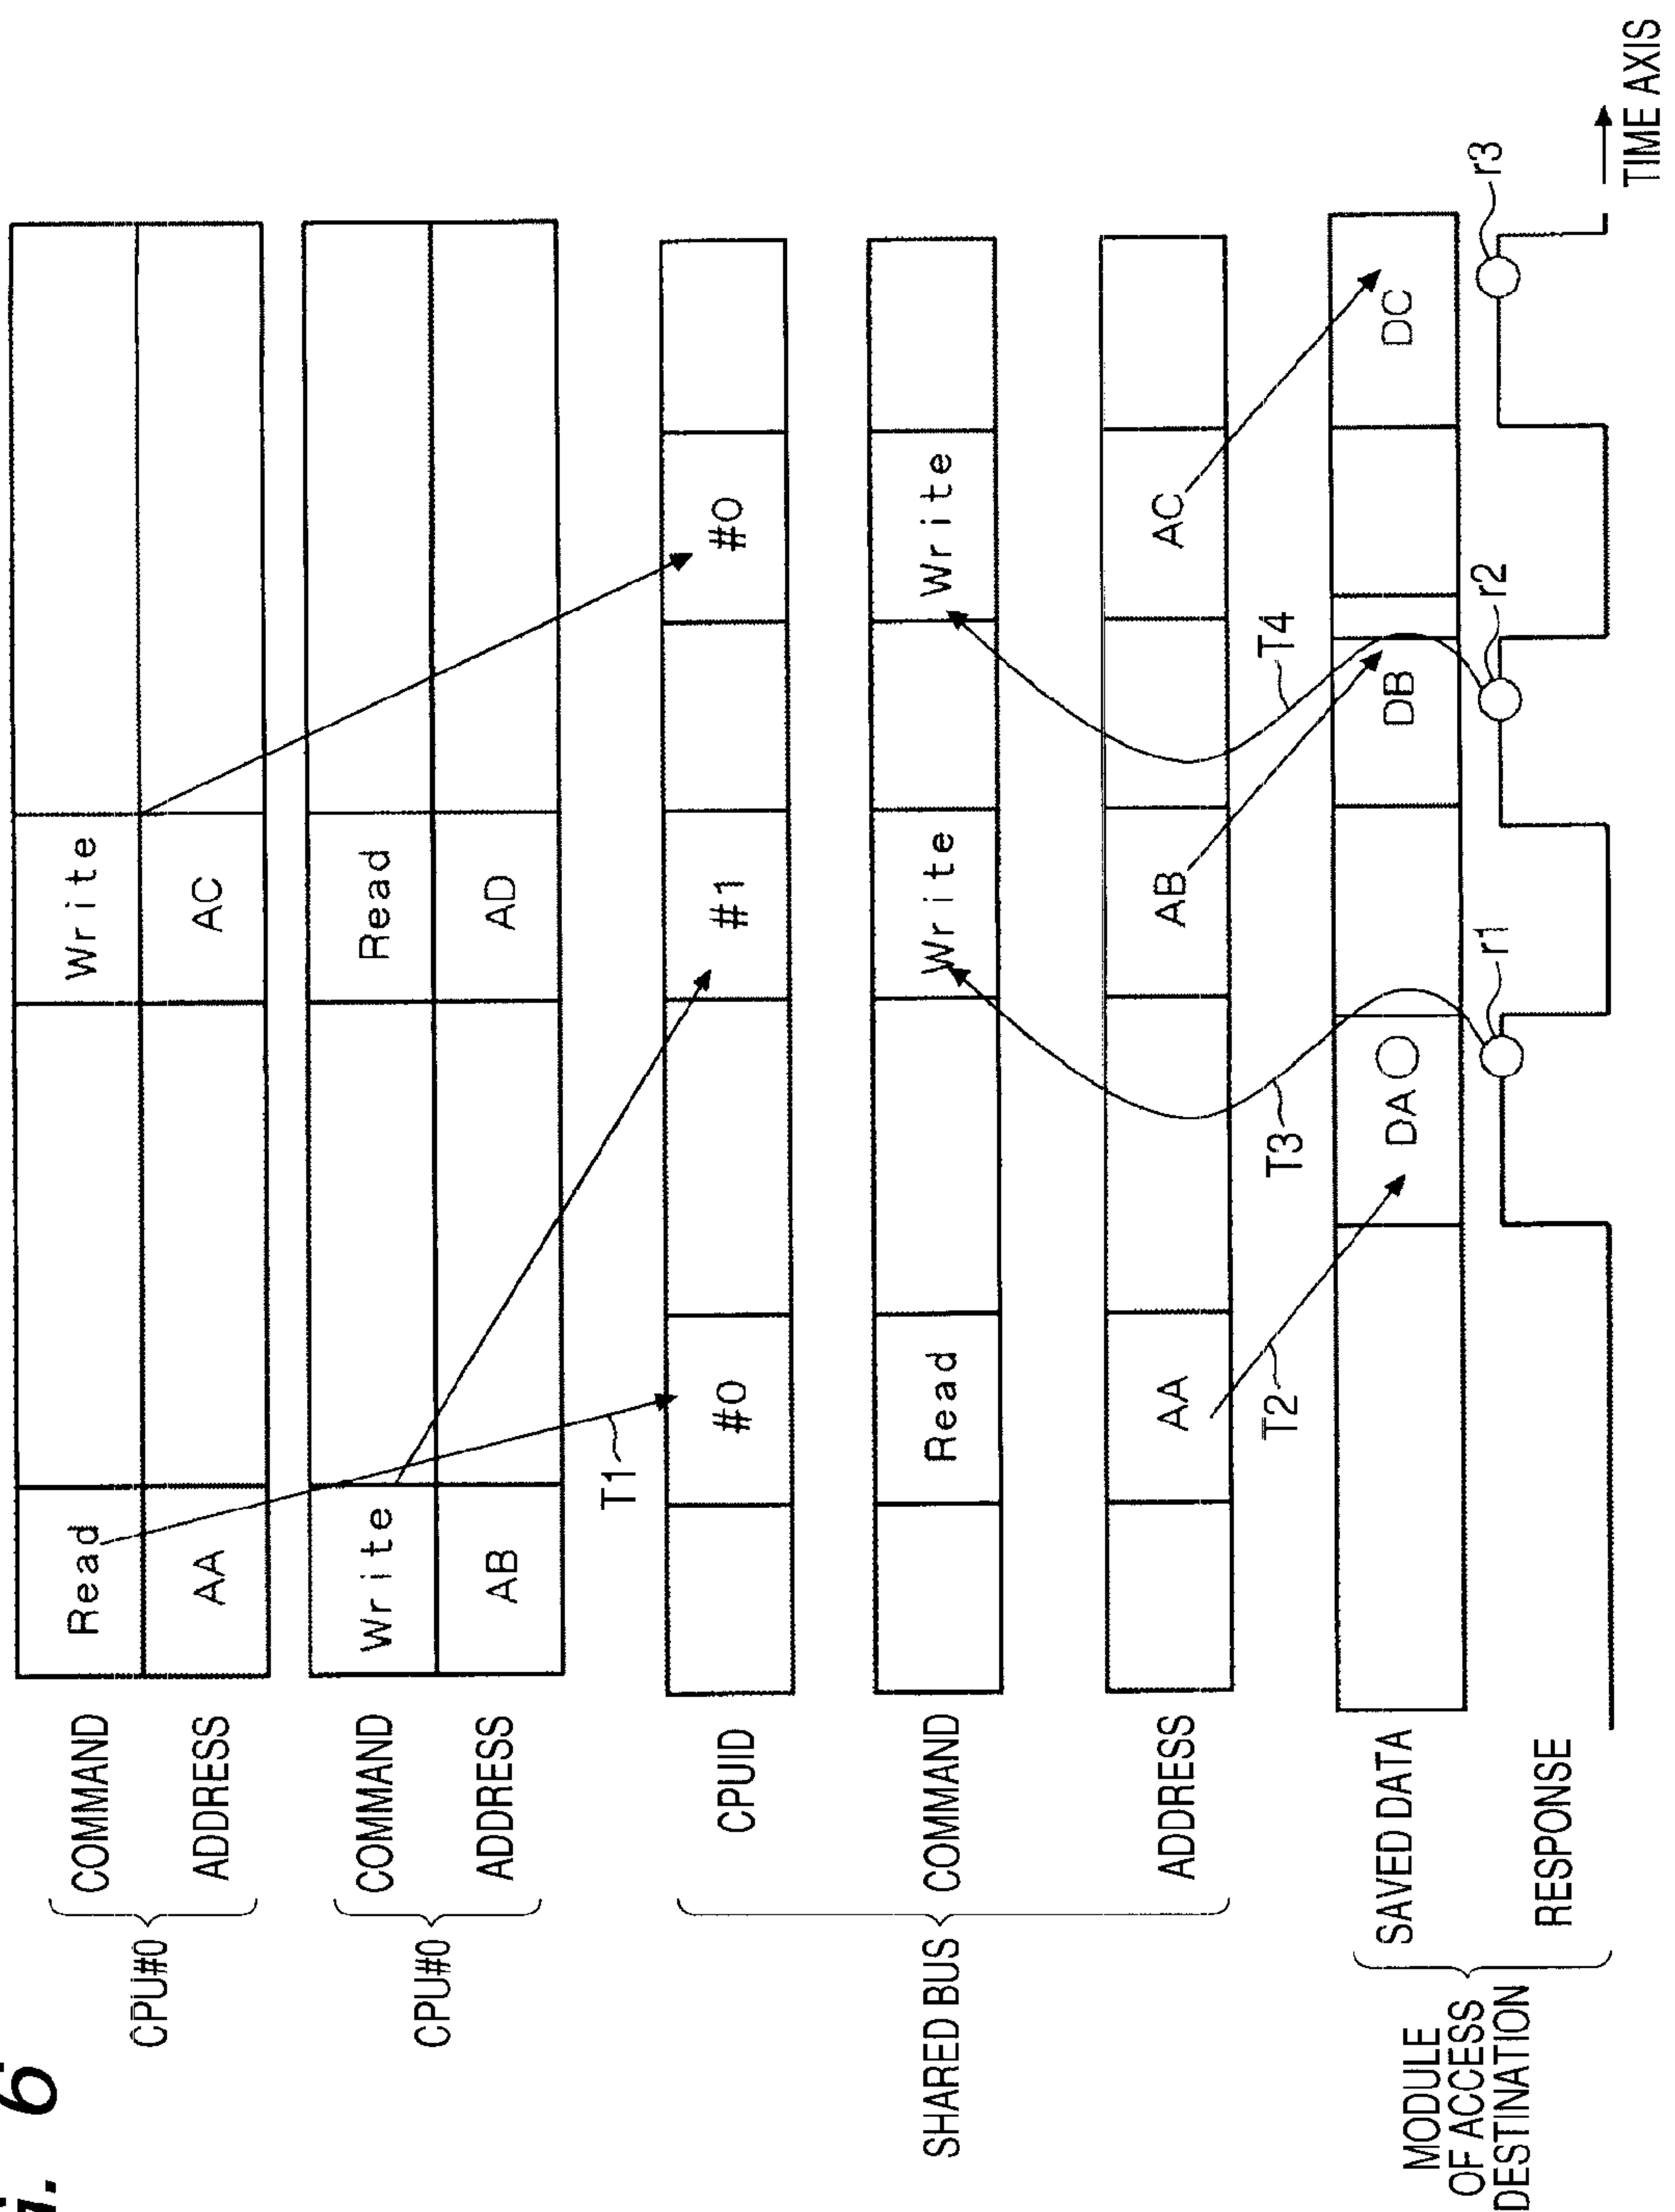 6
CPU#0
COMMAND
Read
Write
ADDRESS
AA
AC
CPU#0
COMMAND
Write
Read
ADDRESS
AB
AD
T1
SHARED BUS
CPUID
#0
#1
#0
COMMAND
Read
Write
Write
ADDRESS
AA
AB
AC
T2
T3
T4
MODULE
OF ACCESS
DESTINATION
SAVED DATA
DA
DB
DC
RESPONSE
r1
r2
r3
TIME AXIS